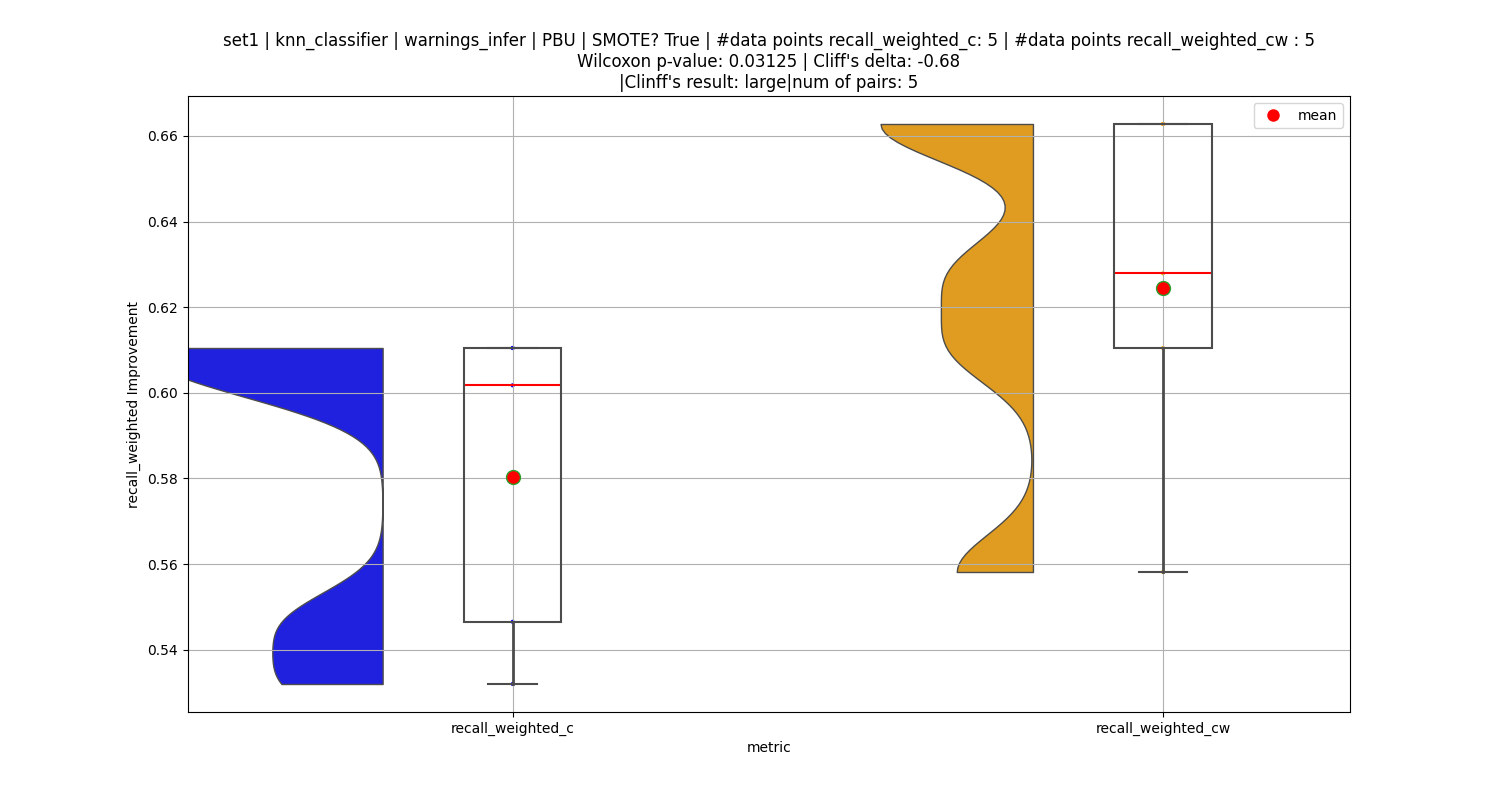 set1 | knn_classifier | warnings_infer | PBU | SMOTE? True | #data points recall_weighted_c: 5 | #data points recall_weighted_cw : 5
Wilcoxon p-value: 0.03125 | Cliff's delta: -0.68
|Clinff's result: large|num of pairs: 5
mean
0.66
0.64
0.62
0.60
0.58
0.56
0.54
recall_weighted Improvement
recall_weighted_c
recall_weighted_cw
metric